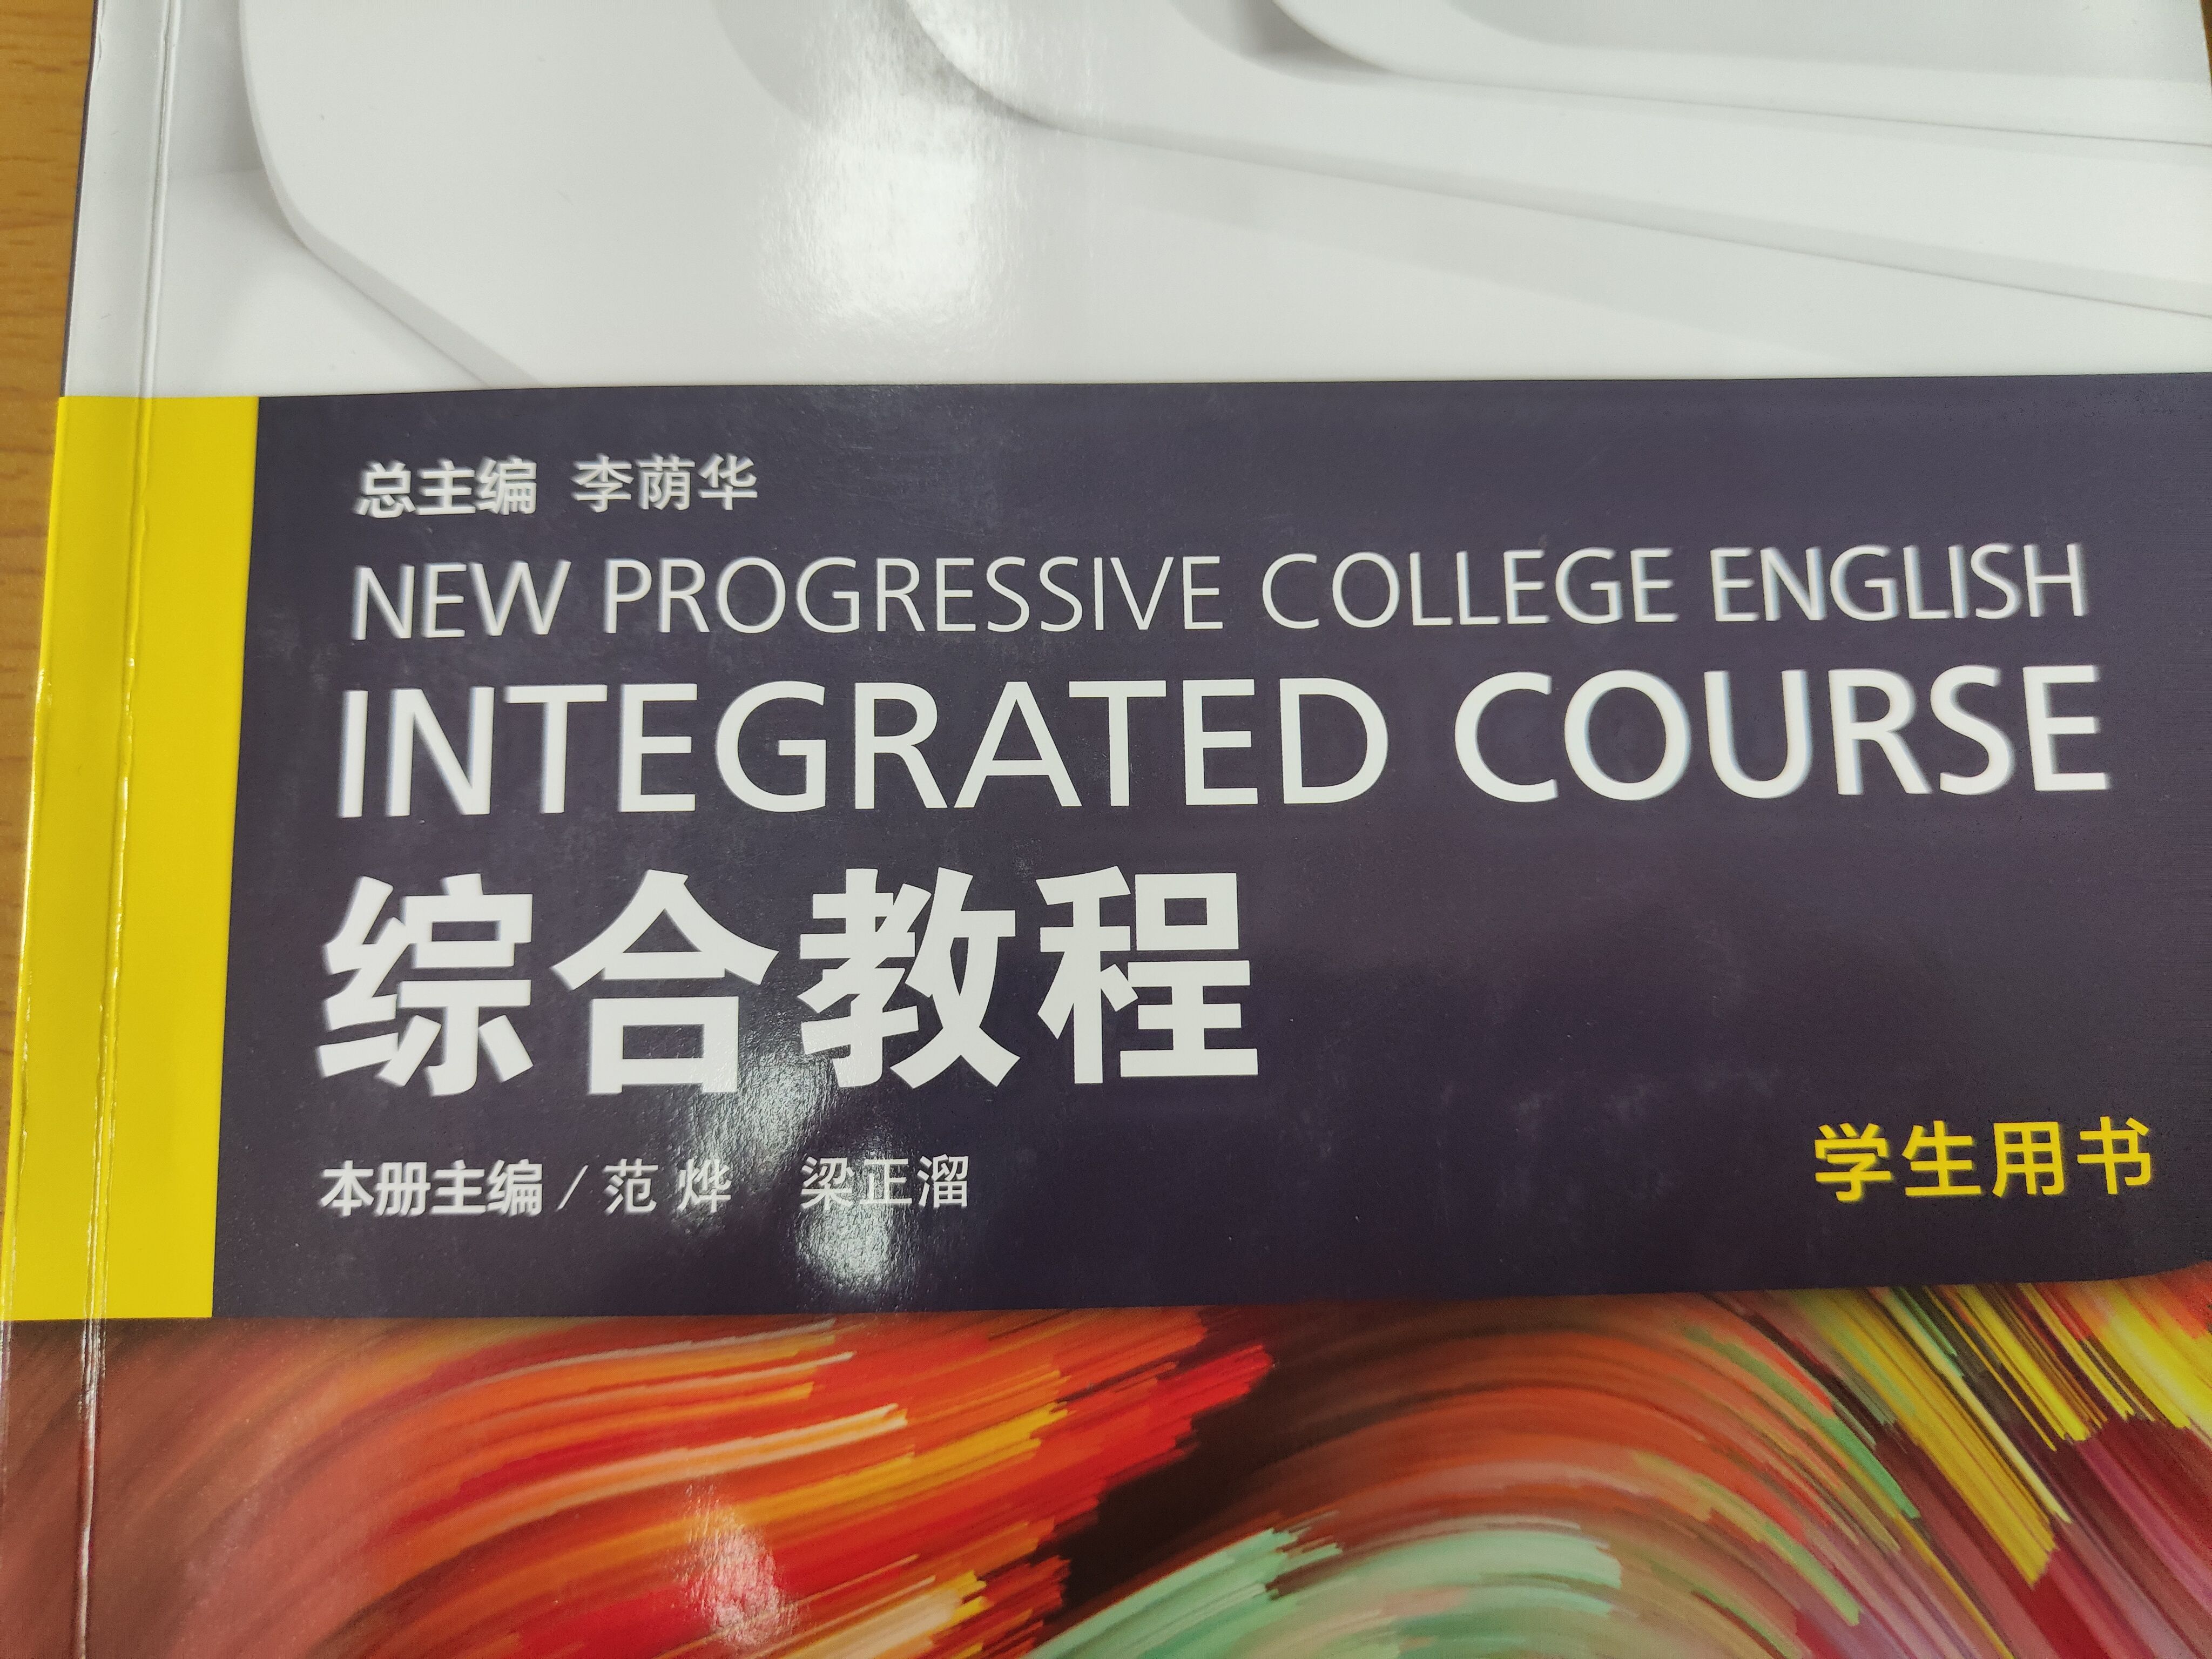 总主编 李荫华
NEW PROGRESSIVE COLLEGE ENGLISH
INTEGRATED COURSE
综合教程
本册主编/范 烨 梁正溜
学生用书